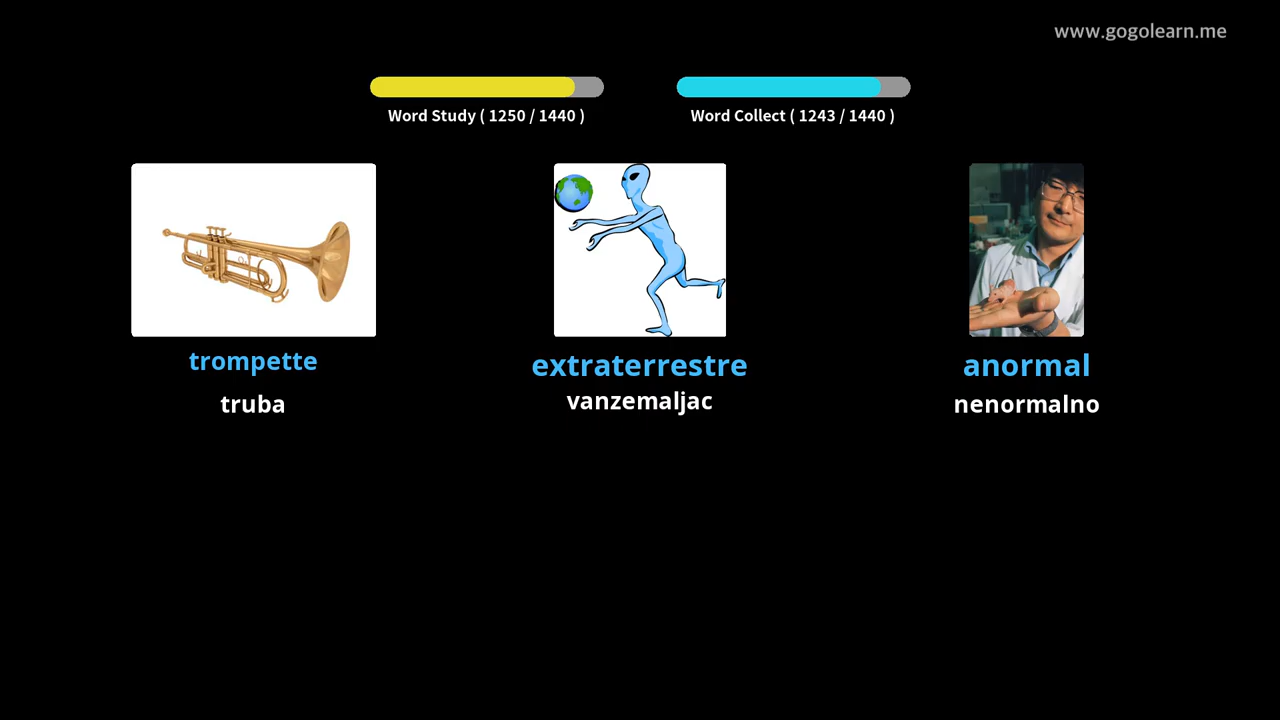 www.gogolearn.me
Word Study ( 1250 / 1440 )
Word Collect ( 1243 / 1440 )
trompette
extraterrestre
anormal
truba
vanzemaljac
nenormalno